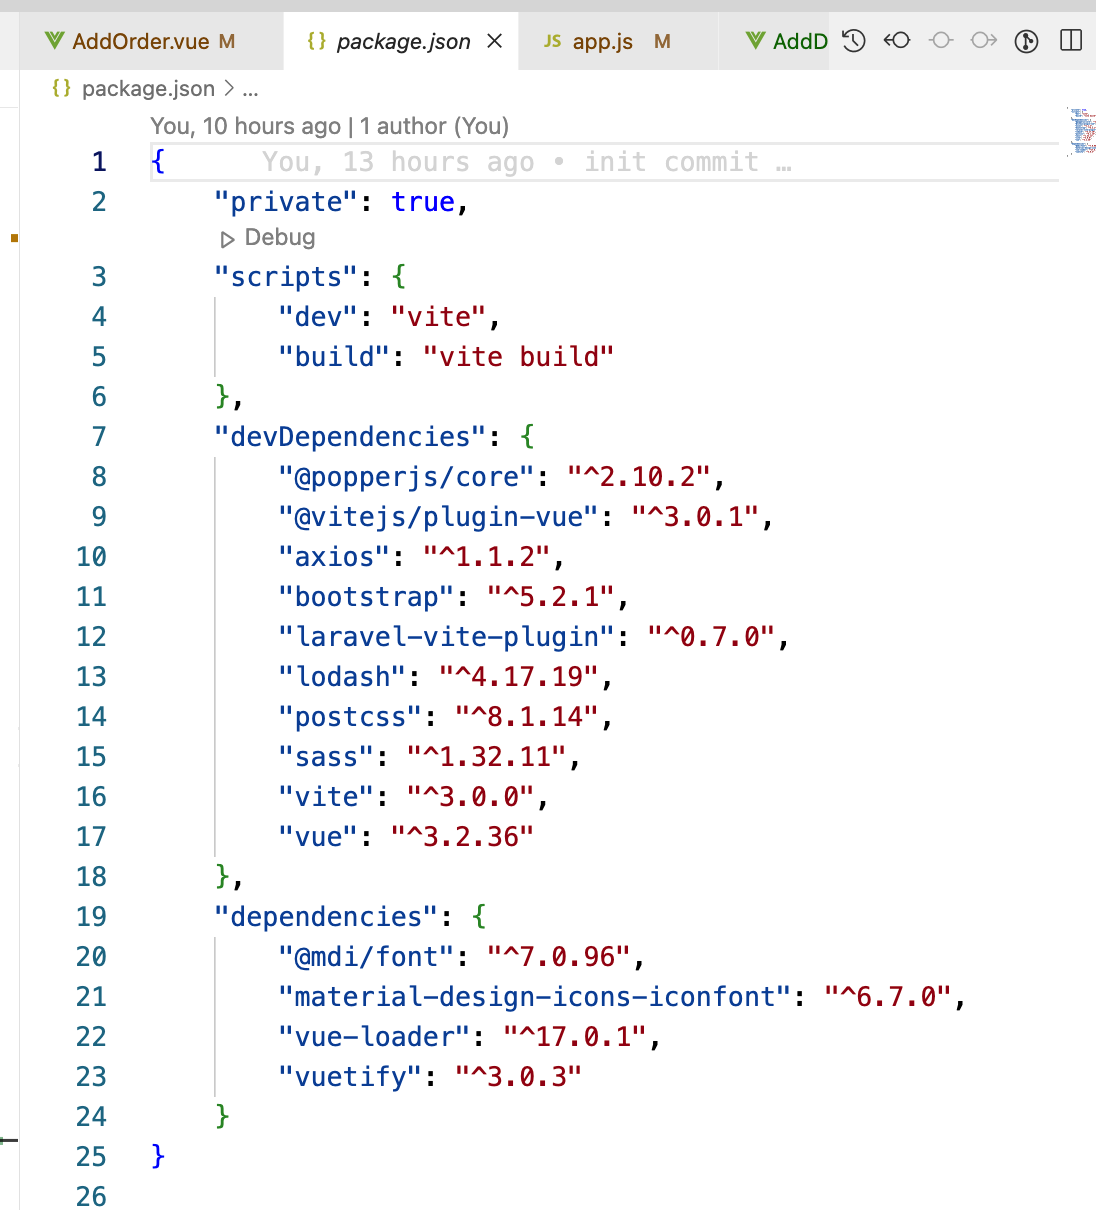 AddOrder.vue M
{} package.json ×
JS app.js M
AddD
{} package.json > ...
You, 10 hours ago | 1 author (You)
1 { You, 13 hours ago • init commit …
2 "private": true,
Debug
3 "scripts": {
4 "dev": "vite",
5 "build": "vite build"
6 },
7 "devDependencies": {
8 "@popperjs/core": "^2.10.2",
9 "@vitejs/plugin-vue": "^3.0.1",
10 "axios": "^1.1.2",
11 "bootstrap": "^5.2.1",
12 "laravel-vite-plugin": "^0.7.0",
13 "lodash": "^4.17.19",
14 "postcss": "^8.1.14",
15 "sass": "^1.32.11",
16 "vite": "^3.0.0",
17 "vue": "^3.2.36"
18 },
19 "dependencies": {
20 "@mdi/font": "^7.0.96",
21 "material-design-icons-iconfont": "^6.7.0",
22 "vue-loader": "^17.0.1",
23 "vuetify": "^3.0.3"
24 }
25 }
26